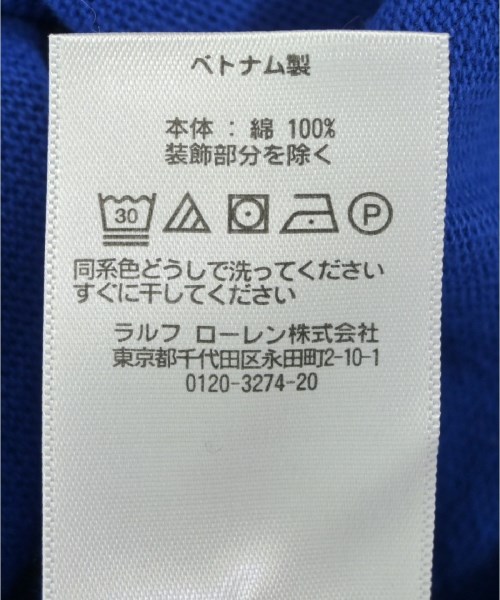 ベトナム製
本体 : 綿 100%
装飾部分を除く
30 P
同系色どうしで洗ってください
すぐに干してください
ラルフ ローレン株式会社
東京都千代田区永田町2-10-1
0120-3274-20